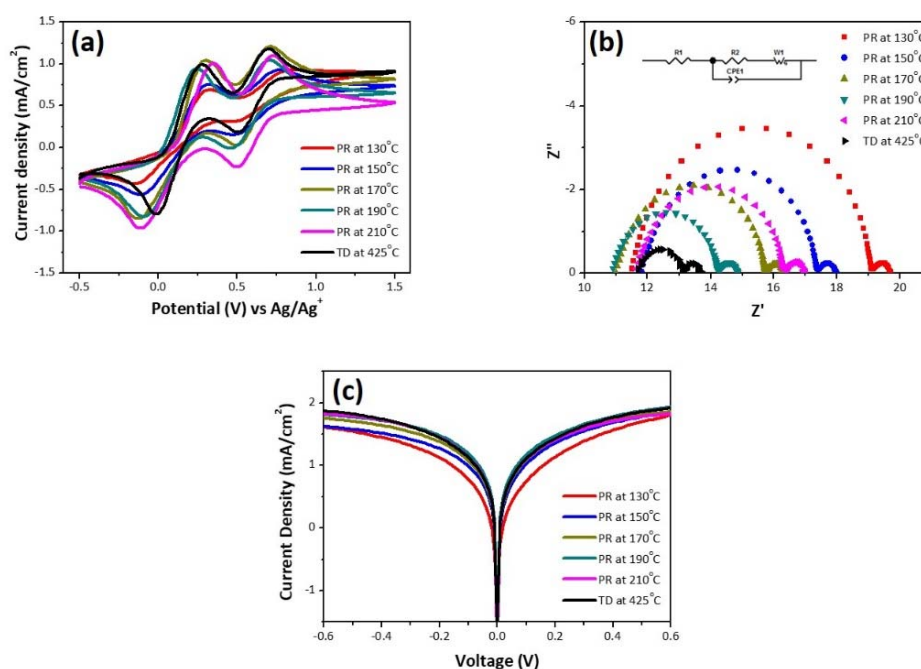 (a)
Current density (mA/cm²)
1.5
1.0
0.5
0.0
-0.5
-1.0
-1.5
PR at 130°C
PR at 150°C
PR at 170°C
PR at 190°C
PR at 210°C
TD at 425°C
-0.5 0.0 0.5 1.0 1.5
Potential (V) vs Ag/Ag⁺
(b)
Z"
-6
-4
-2
0
R1 R2 W1
CPE1
PR at 130°C
PR at 150°C
PR at 170°C
PR at 190°C
PR at 210°C
TD at 425°C
10 12 14 16 18 20
Z'
(c)
Current Density (mA/cm²)
2
1
0
-1
PR at 130°C
PR at 150°C
PR at 170°C
PR at 190°C
PR at 210°C
TD at 425°C
-0.6 -0.4 -0.2 0.0 0.2 0.4 0.6
Voltage (V)